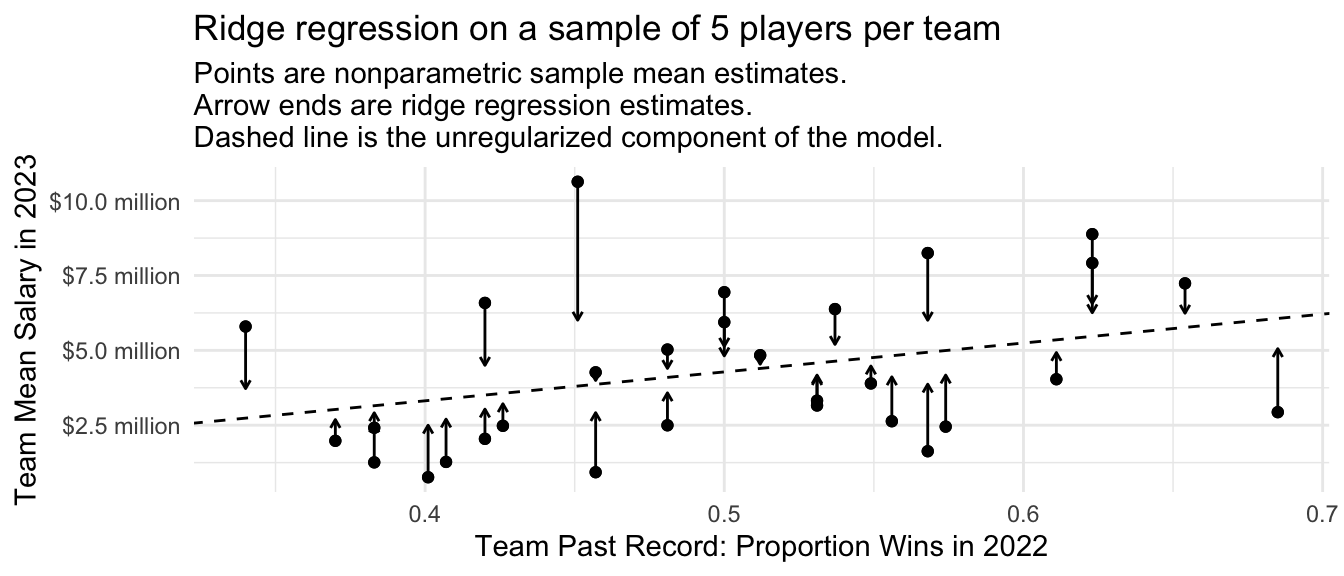 Ridge regression on a sample of 5 players per team
Points are nonparametric sample mean estimates.
Arrow ends are ridge regression estimates.
Dashed line is the unregularized component of the model.
Team Mean Salary in 2023
$10.0 million
$7.5 million
$5.0 million
$2.5 million
0.4
0.5
0.6
0.7
Team Past Record: Proportion Wins in 2022